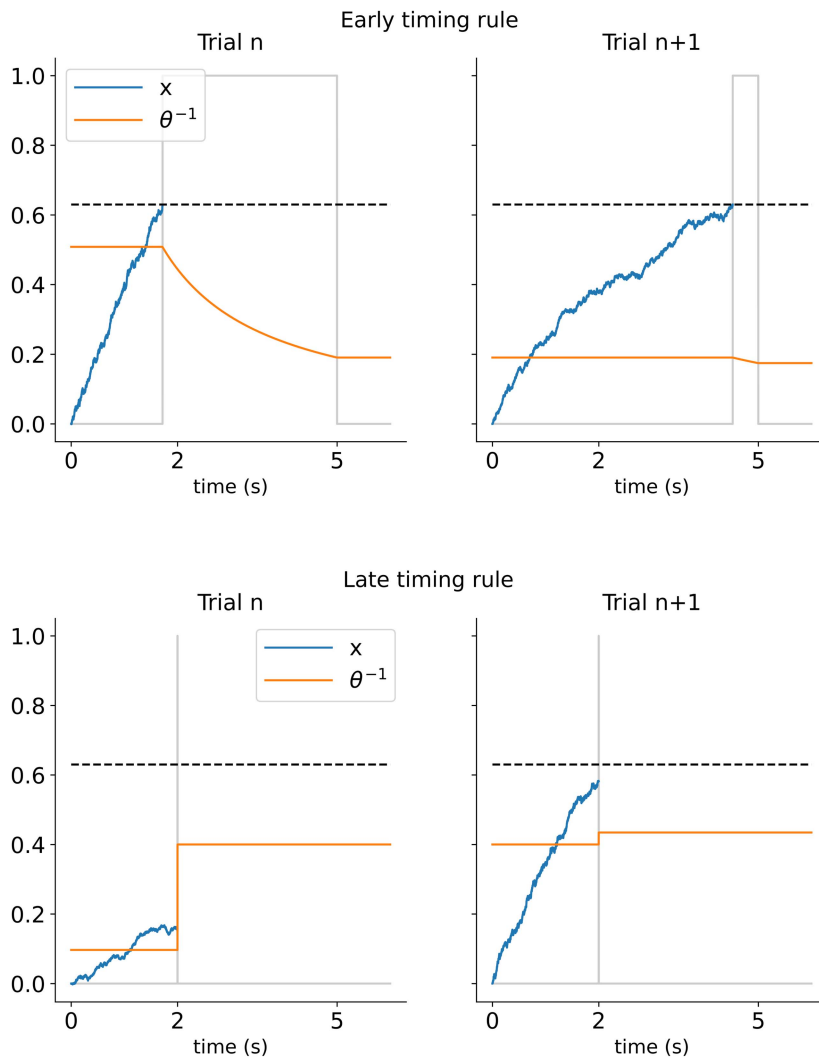 Early timing rule
Trial n
Trial n+1
1.0
0.8
0.6
0.4
0.2
0.0
x
θ⁻¹
0 2 5
time (s)
0 2 5
time (s)
Late timing rule
Trial n
Trial n+1
1.0
0.8
0.6
0.4
0.2
0.0
x
θ⁻¹
0 2 5
time (s)
0 2 5
time (s)